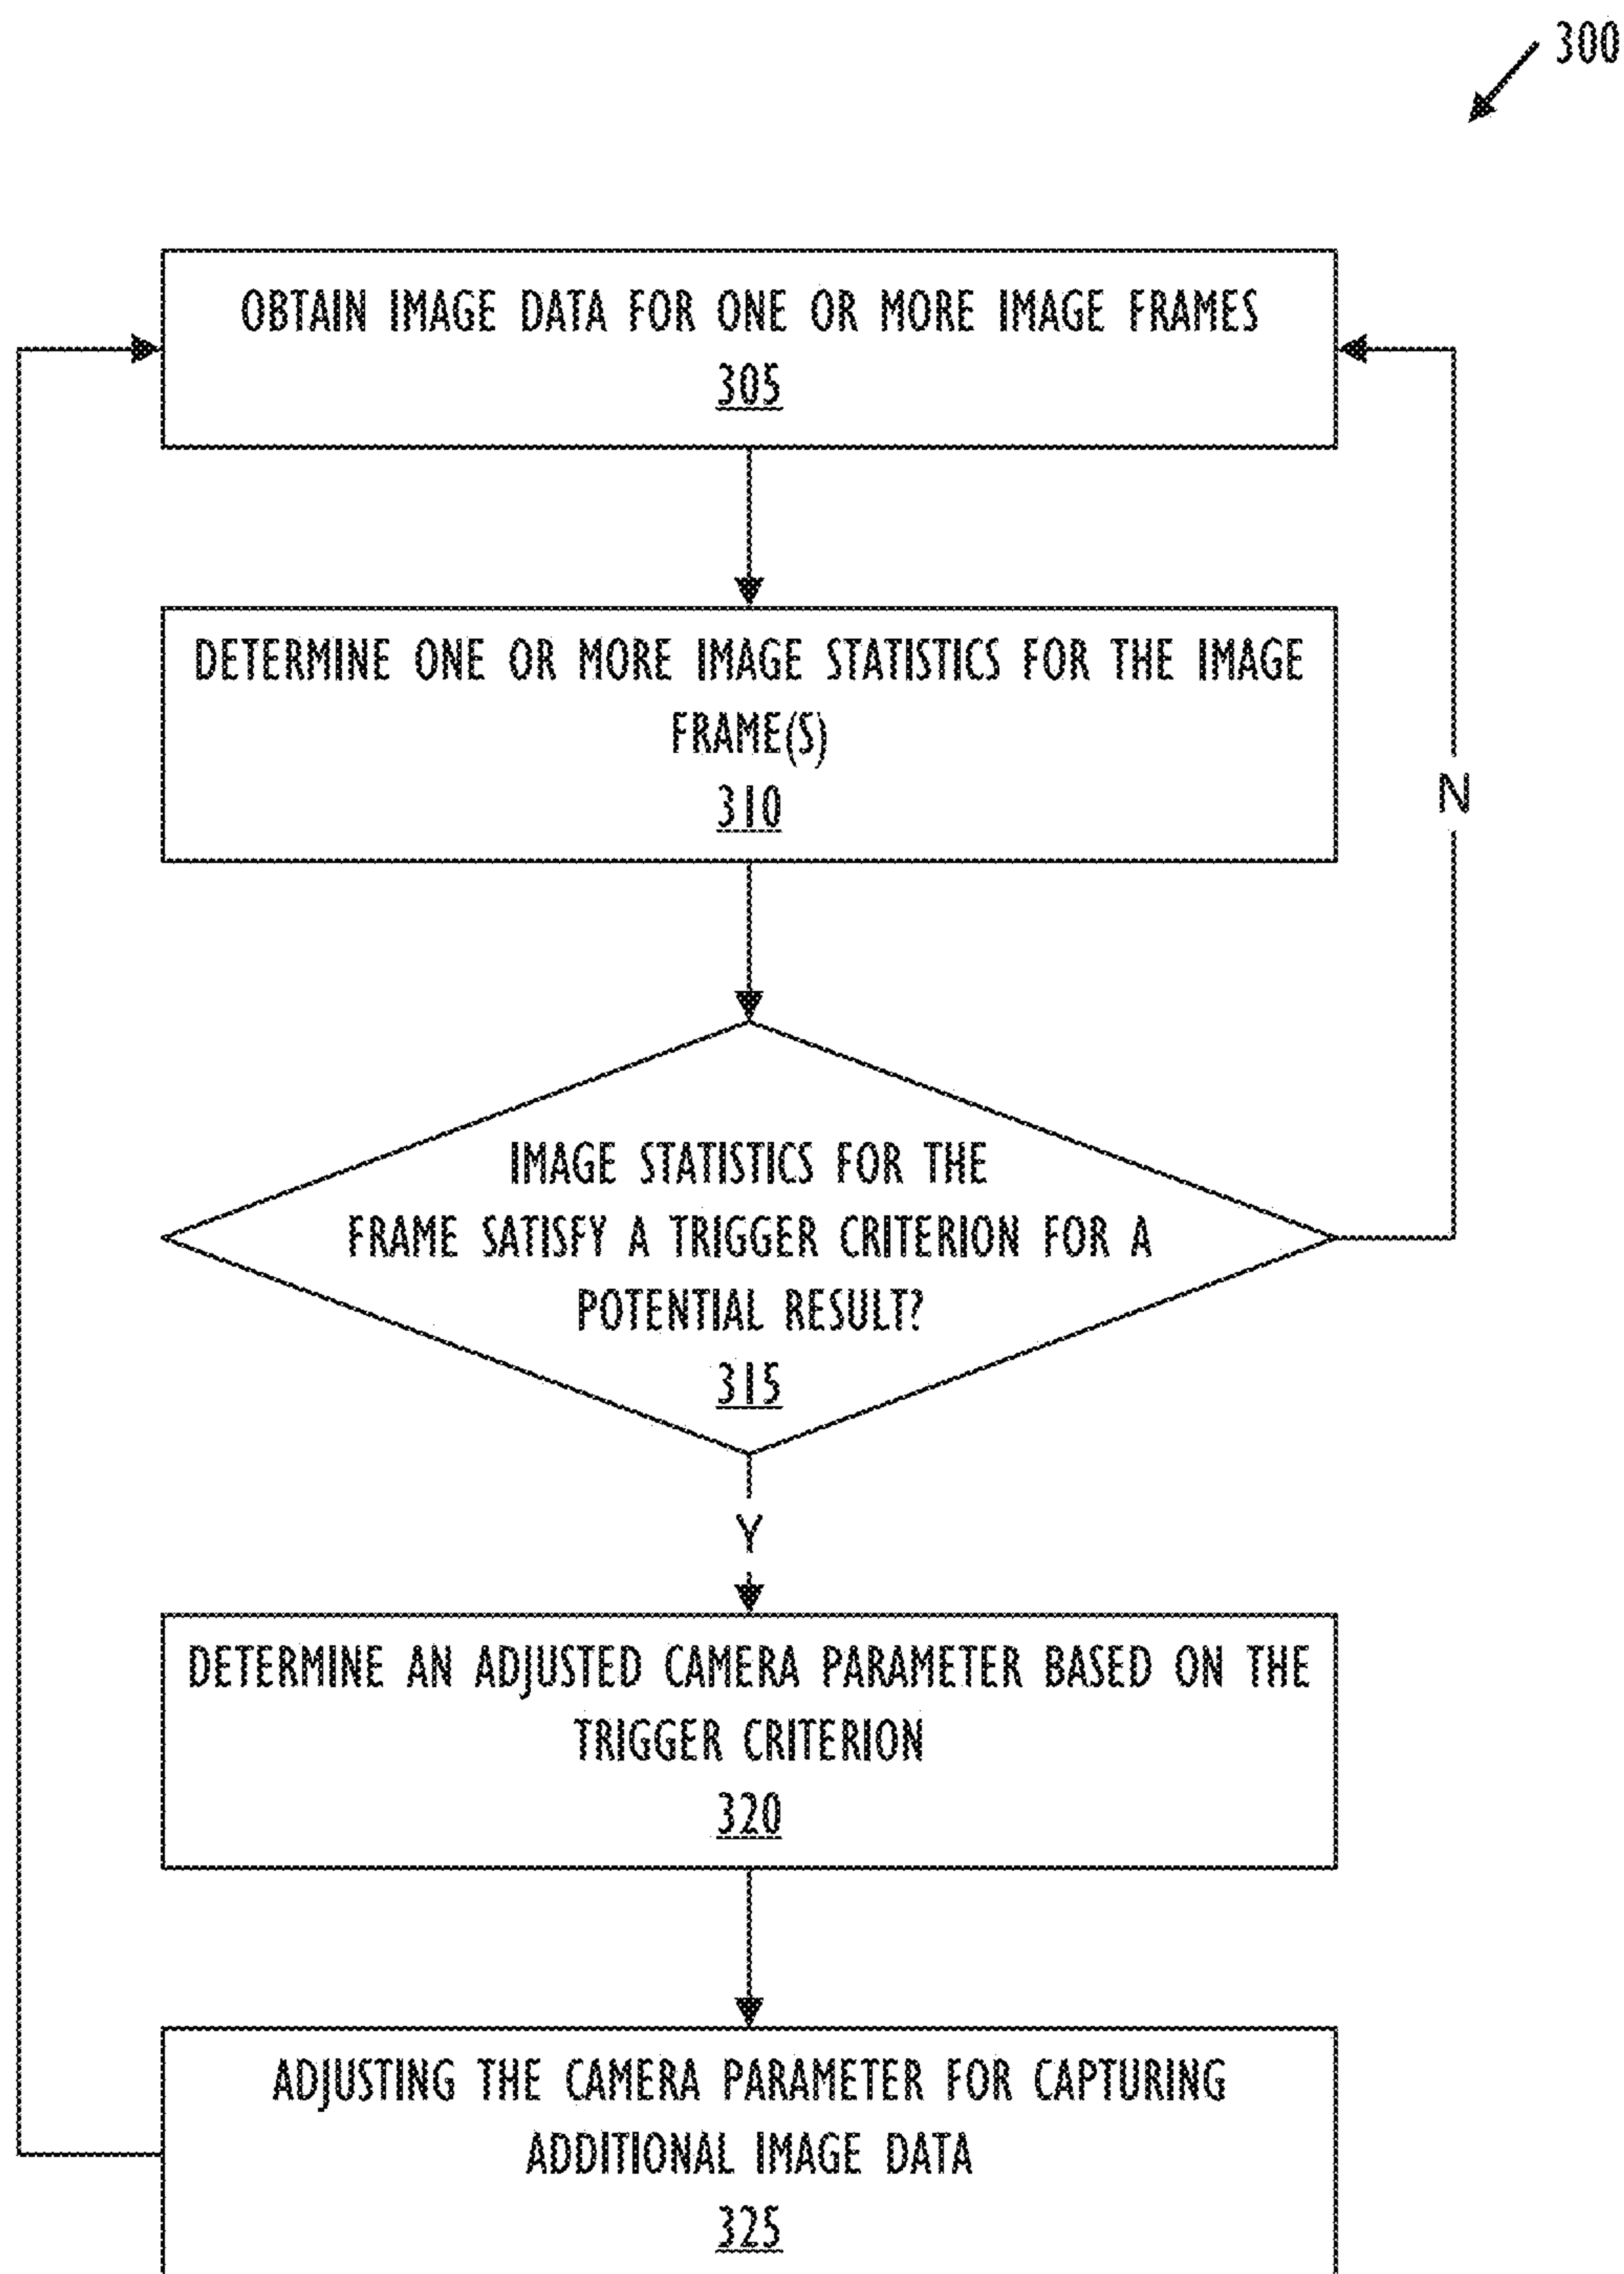 300
OBTAIN IMAGE DATA FOR ONE OR MORE IMAGE FRAMES
305
DETERMINE ONE OR MORE IMAGE STATISTICS FOR THE IMAGE
FRAME(S)
310
N
IMAGE STATISTICS FOR THE
FRAME SATISFY A TRIGGER CRITERION FOR A
POTENTIAL RESULT?
315
Y
DETERMINE AN ADJUSTED CAMERA PARAMETER BASED ON THE
TRIGGER CRITERION
320
ADJUSTING THE CAMERA PARAMETER FOR CAPTURING
ADDITIONAL IMAGE DATA
325